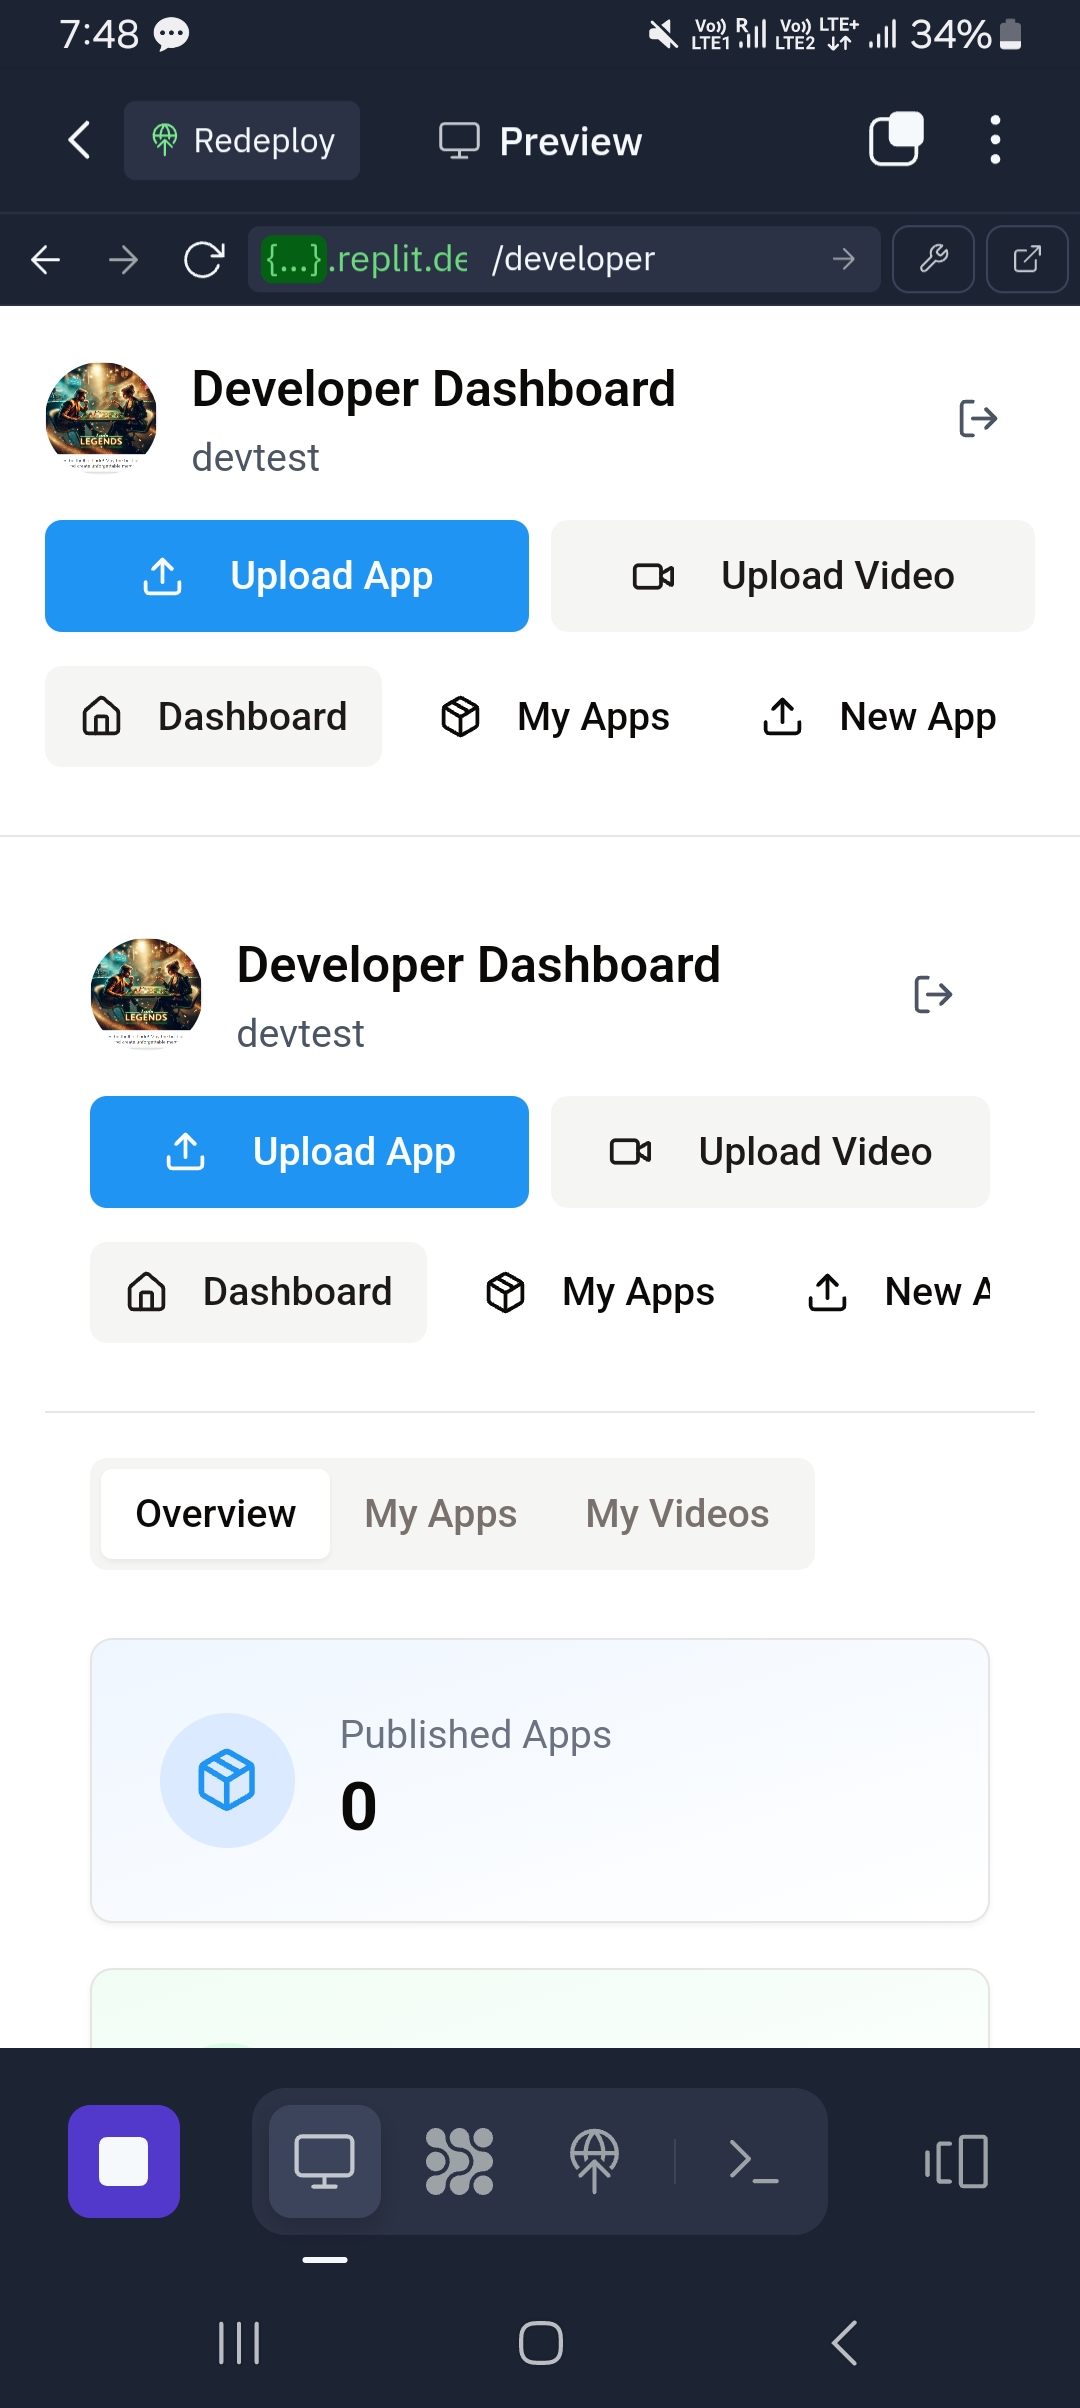 7:48
Vo)) LTE1 R Vo)) LTE2 LTE+ 34%
Redeploy
Preview
{...}.replit.de /developer
Developer Dashboard
devtest
LEGENDS
Upload App
Upload Video
Dashboard
My Apps
New App
Developer Dashboard
devtest
LEGENDS
Upload App
Upload Video
Dashboard
My Apps
New A
Overview
My Apps
My Videos
Published Apps
0